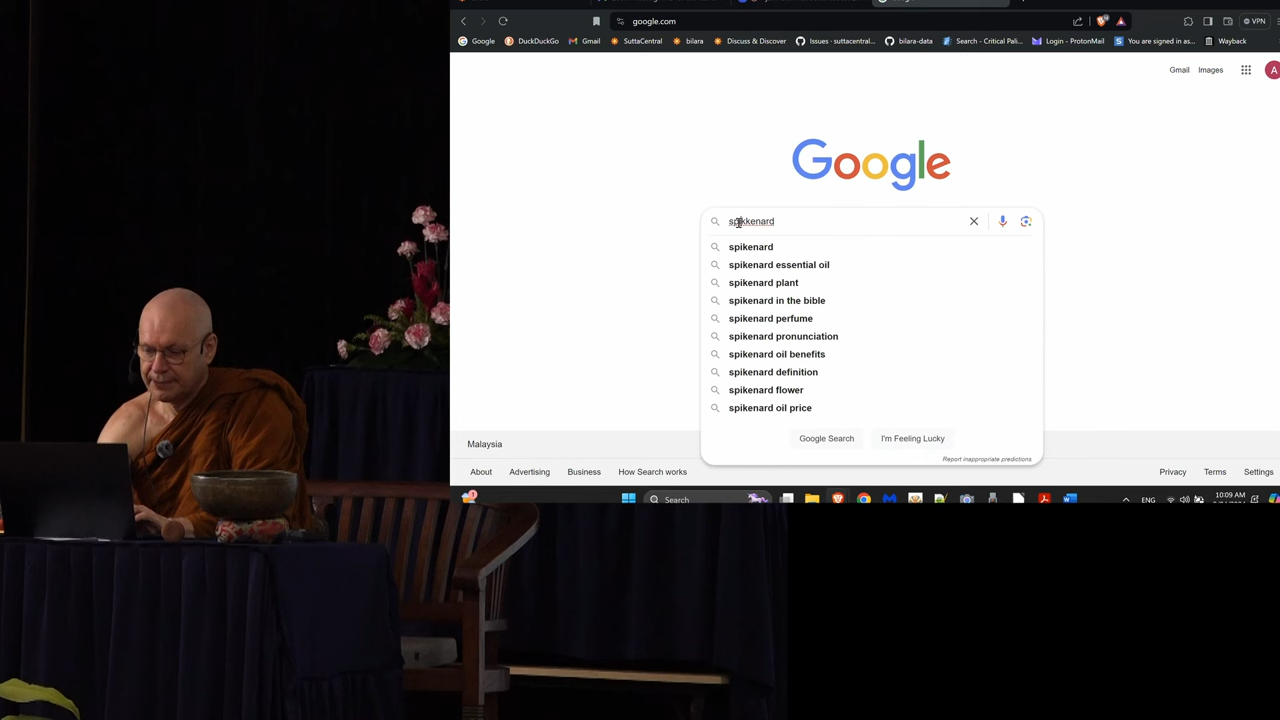 google.com
VPN
Google
DuckDuckGo
Gmail
SuttaCentral
bilara
Discuss & Discover
Issues · suttacentral...
bilara-data
Search - Critical Pali...
Login - ProtonMail
You are signed in as...
Wayback
Gmail
Images
A
Google
spikkenard
spikenard
spikenard essential oil
spikenard plant
spikenard in the bible
spikenard perfume
spikenard pronunciation
spikenard oil benefits
spikenard definition
spikenard flower
spikenard oil price
Google Search
I'm Feeling Lucky
Report inappropriate predictions
Malaysia
About
Advertising
Business
How Search works
Privacy
Terms
Settings
1
Search
ENG
10:09 AM